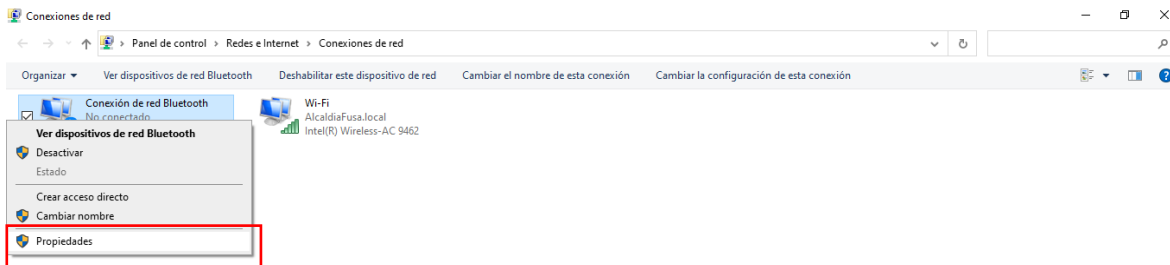 Conexiones de red
Panel de control > Redes e Internet > Conexiones de red
Organizar Ver dispositivos de red Bluetooth Deshabilitar este dispositivo de red Cambiar el nombre de esta conexión Cambiar la configuración de esta conexión
Conexión de red Bluetooth
No conectado
Wi-Fi
AlcaldiaFusa.local
Intel(R) Wireless-AC 9462
Ver dispositivos de red Bluetooth
Desactivar
Estado
Crear acceso directo
Cambiar nombre
Propiedades